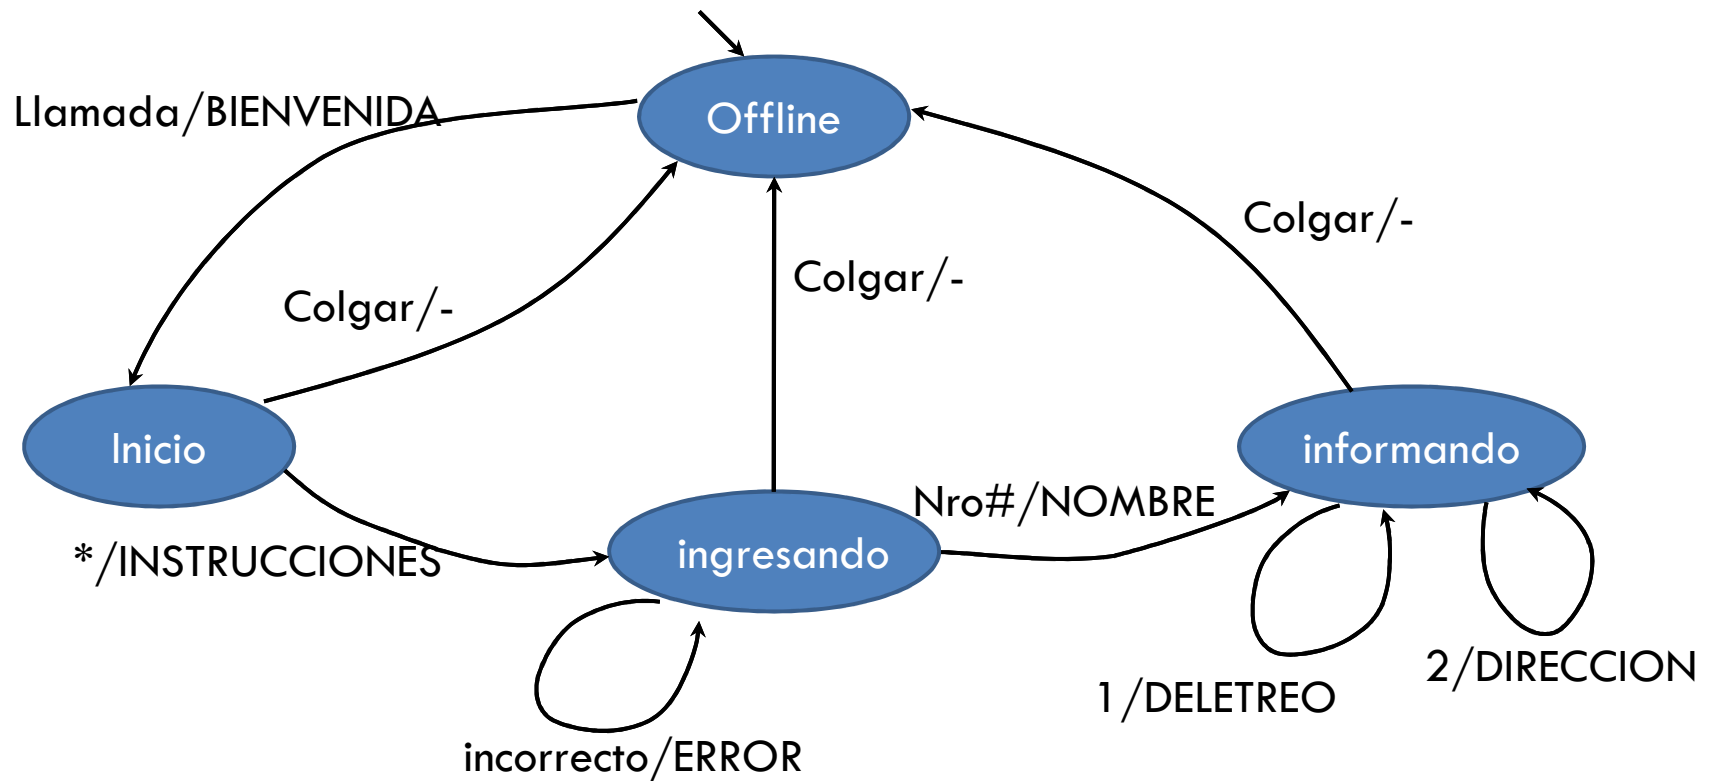 Llamada/BIENVENIDA
Offline
Colgar/-
Colgar/-
Colgar/-
Inicio
informando
Nro#/NOMBRE
*/INSTRUCCIONES
ingresando
2/DIRECCION
1/DELETREO
incorrecto/ERROR